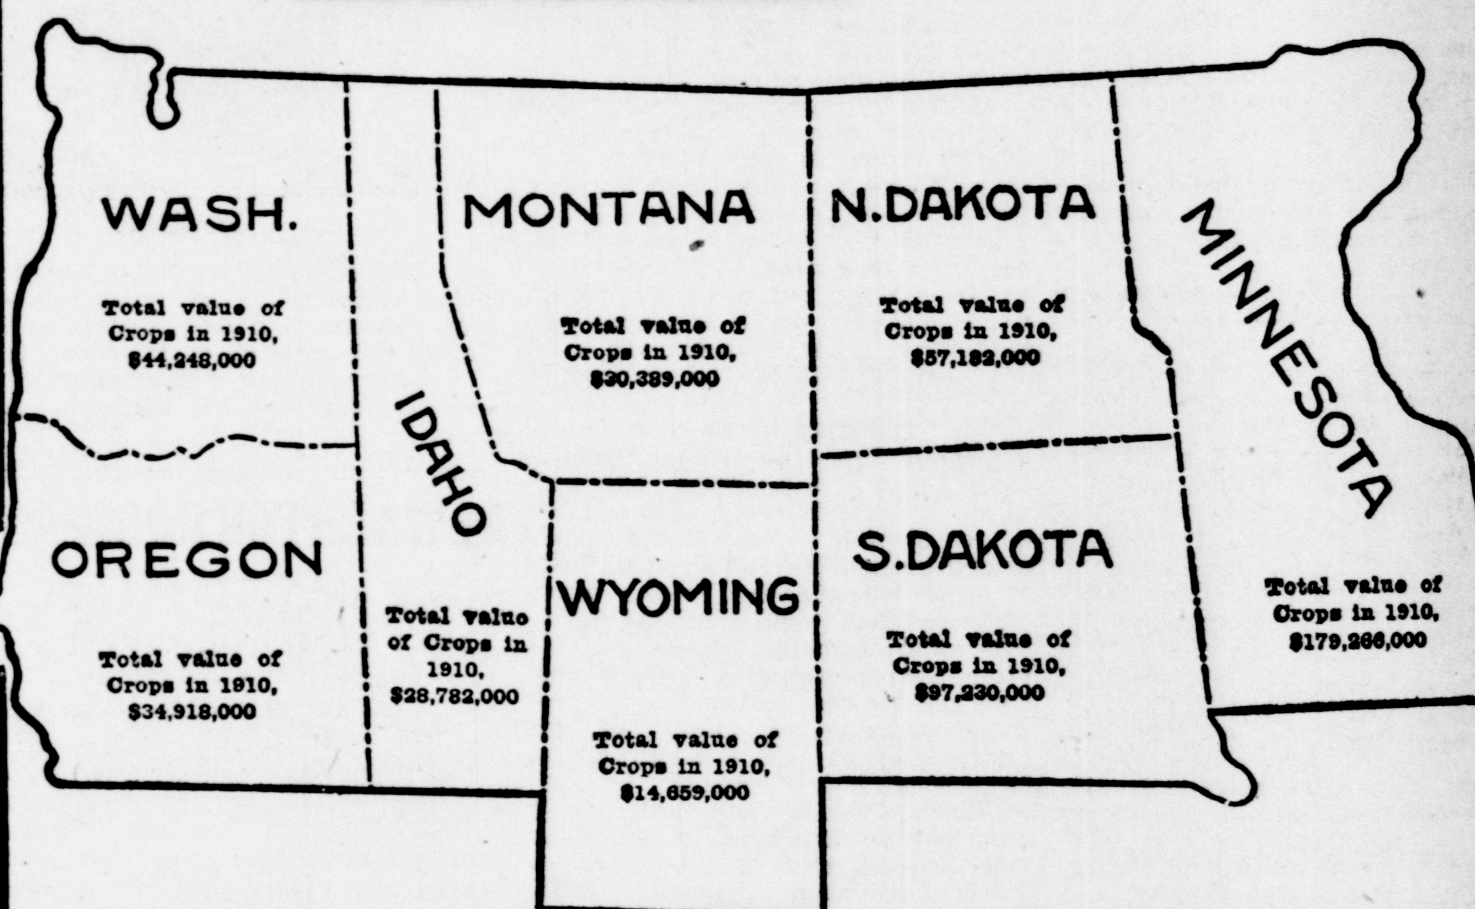 WASH.
Total value of
Crops in 1910,
$44,248,000
MONTANA
Total value of
Crops in 1910,
$30,389,000
N.DAKOTA
Total value of
Crops in 1910,
$57,182,000
MINNESOTA
Total value of
Crops in 1910,
$179,266,000
OREGON
Total value of
Crops in 1910,
$34,918,000
IDAHO
Total value
of Crops in
1910,
$28,782,000
WYOMING
Total value of
Crops in 1910,
$14,659,000
S.DAKOTA
Total value of
Crops in 1910,
$97,230,000